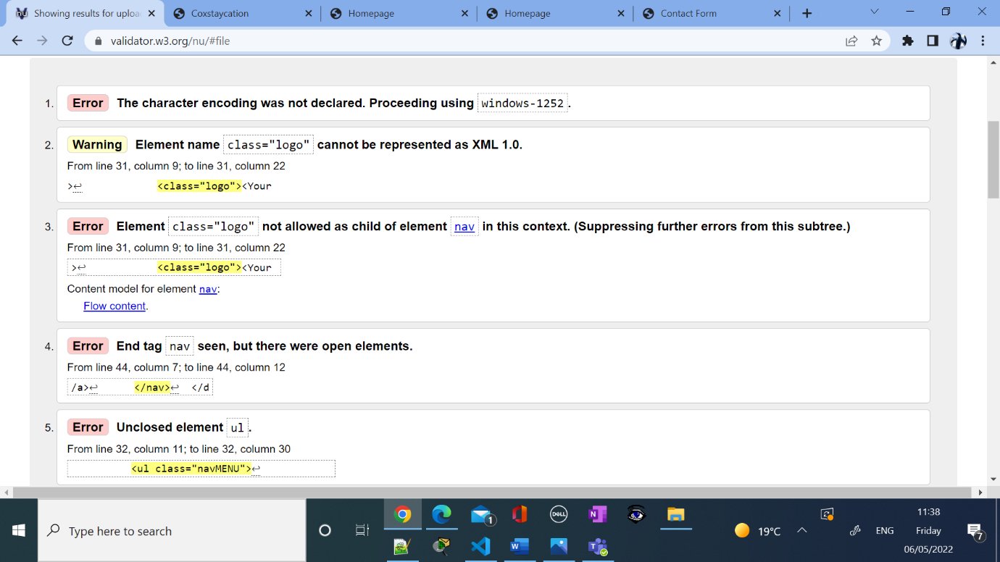 Showing results for uploa
Coxstaycation
Homepage
Homepage
Contact Form
validator.w3.org/nu/#file
1. Error The character encoding was not declared. Proceeding using windows-1252.
2. Warning Element name class="logo" cannot be represented as XML 1.0.
From line 31, column 9; to line 31, column 22
>↩ <class="logo"><Your
3. Error Element class="logo" not allowed as child of element nav in this context. (Suppressing further errors from this subtree.)
From line 31, column 9; to line 31, column 22
>↩ <class="logo"><Your
Content model for element nav:
Flow content.
4. Error End tag nav seen, but there were open elements.
From line 44, column 7; to line 44, column 12
/a>↩ </nav>↩ </d
5. Error Unclosed element ul.
From line 32, column 11; to line 32, column 30
<ul class="navMENU">↩
Type here to search
1
DELL
N
W
19°C
ENG
11:38
Friday
06/05/2022
7